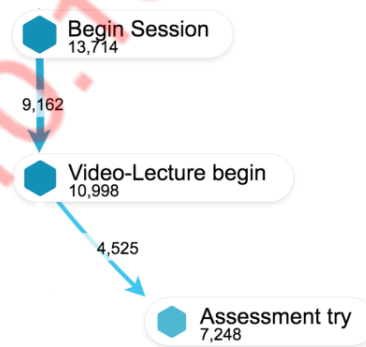 Begin Session
13,714
9,162
Video-Lecture begin
10,998
4,525
Assessment try
7,248